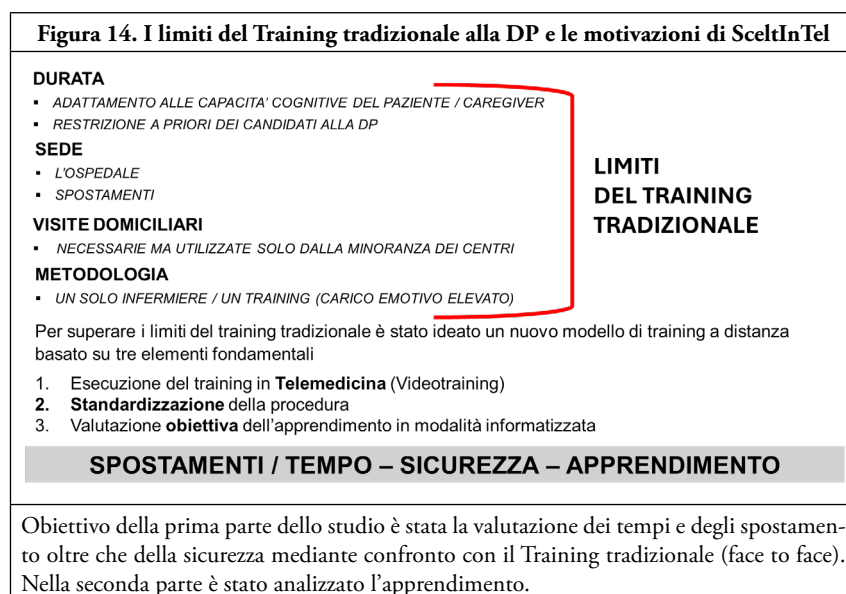 Figura 14. I limiti del Training tradizionale alla DP e le motivazioni di SceltInTel
DURATA
▪ ADATTAMENTO ALLE CAPACITA' COGNITIVE DEL PAZIENTE / CAREGIVER
▪ RESTRIZIONE A PRIORI DEI CANDIDATI ALLA DP
SEDE
▪ L'OSPEDALE
▪ SPOSTAMENTI
VISITE DOMICILIARI
▪ NECESSARIE MA UTILIZZATE SOLO DALLA MINORANZA DEI CENTRI
METODOLOGIA
▪ UN SOLO INFERMIERE / UN TRAINING (CARICO EMOTIVO ELEVATO)
LIMITI
DEL TRAINING
TRADIZIONALE
Per superare i limiti del training tradizionale è stato ideato un nuovo modello di training a distanza
basato su tre elementi fondamentali
1. Esecuzione del training in Telemedicina (Videotraining)
2. Standardizzazione della procedura
3. Valutazione obiettiva dell'apprendimento in modalità informatizzata
SPOSTAMENTI / TEMPO – SICUREZZA – APPRENDIMENTO
Obiettivo della prima parte dello studio è stata la valutazione dei tempi e degli spostamen-
to oltre che della sicurezza mediante confronto con il Training tradizionale (face to face).
Nella seconda parte è stato analizzato l'apprendimento.